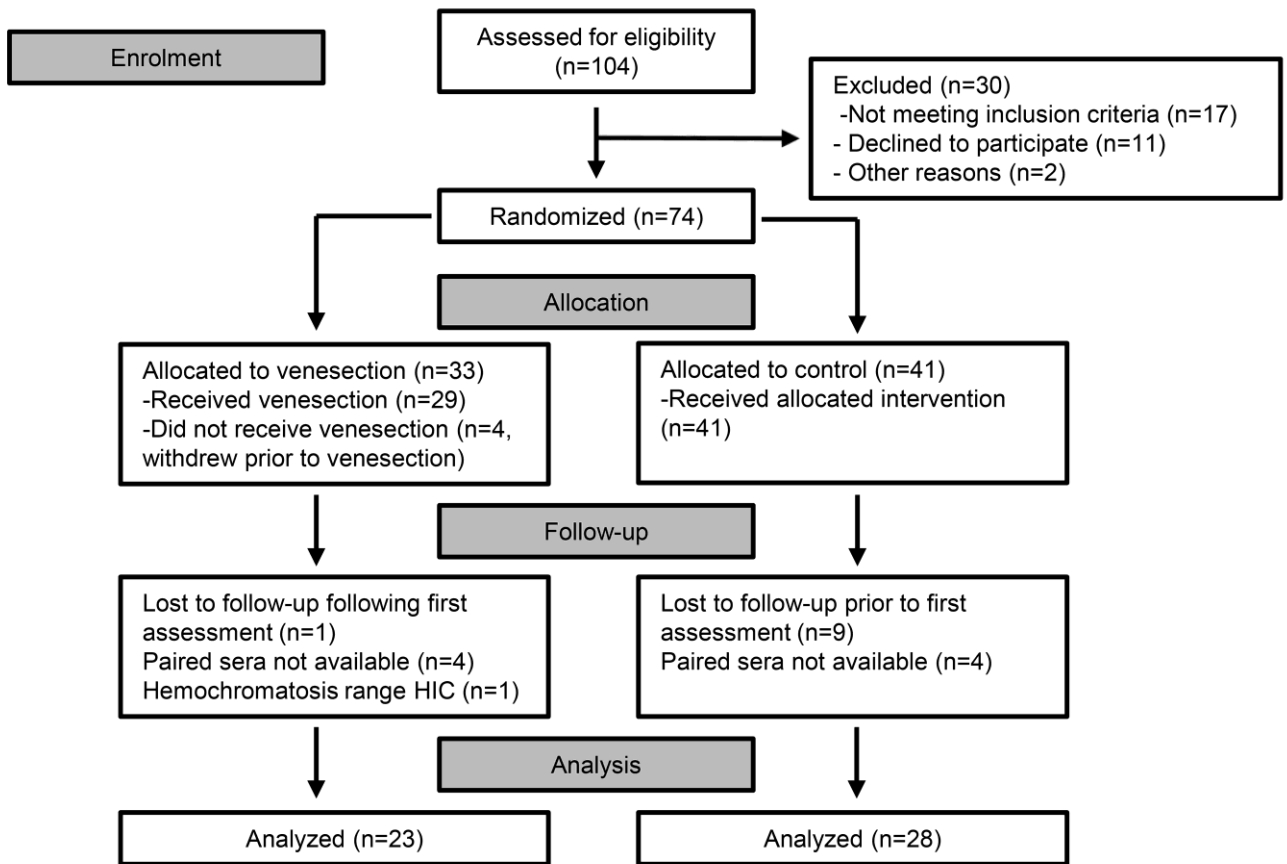 Enrolment
Assessed for eligibility
(n=104)
Excluded (n=30)
-Not meeting inclusion criteria (n=17)
- Declined to participate (n=11)
- Other reasons (n=2)
Randomized (n=74)
Allocation
Allocated to venesection (n=33)
-Received venesection (n=29)
-Did not receive venesection (n=4,
withdrew prior to venesection)
Allocated to control (n=41)
-Received allocated intervention
(n=41)
Follow-up
Lost to follow-up following first
assessment (n=1)
Paired sera not available (n=4)
Hemochromatosis range HIC (n=1)
Lost to follow-up prior to first
assessment (n=9)
Paired sera not available (n=4)
Analysis
Analyzed (n=23)
Analyzed (n=28)